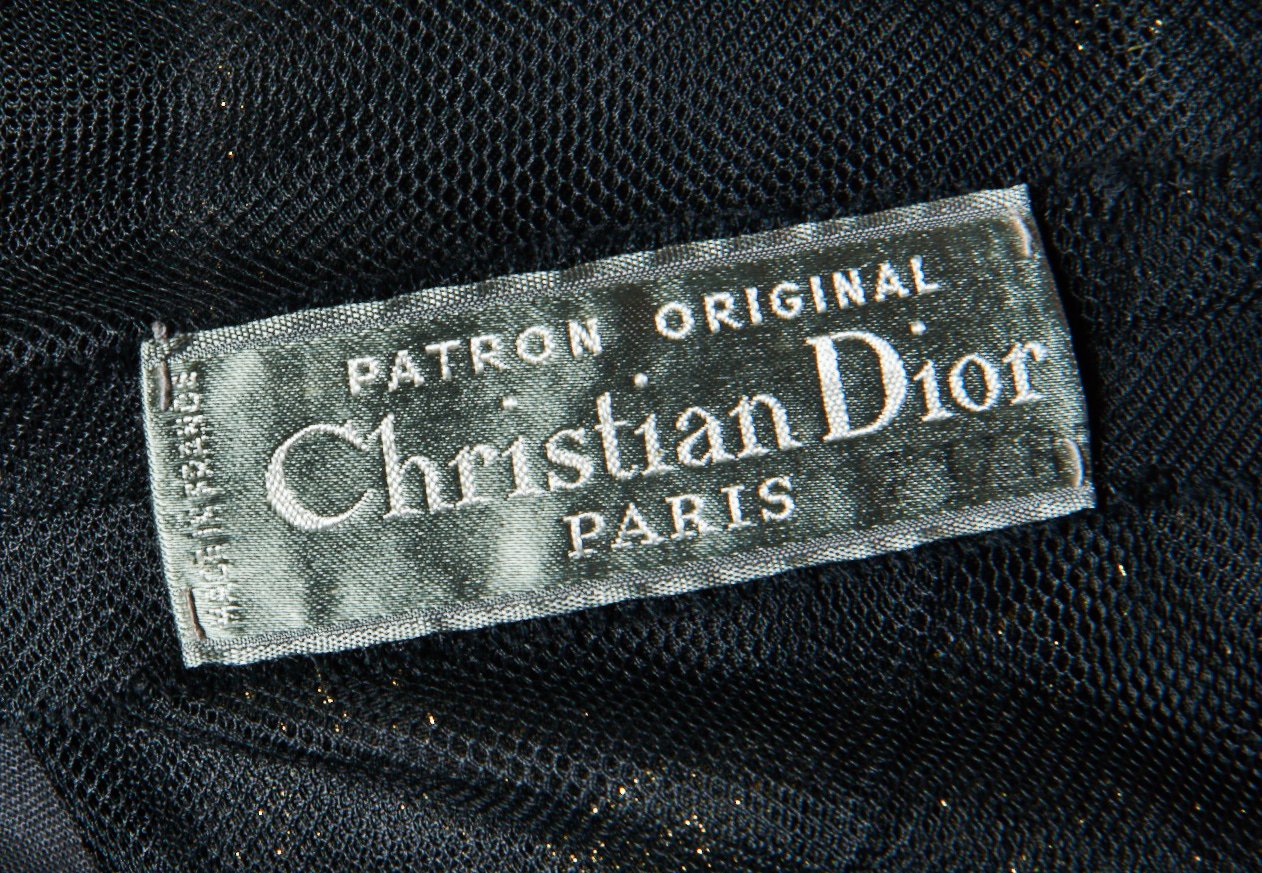 PATRON ORIGINAL
Christian Dior
PARIS
MADE IN FRANCE